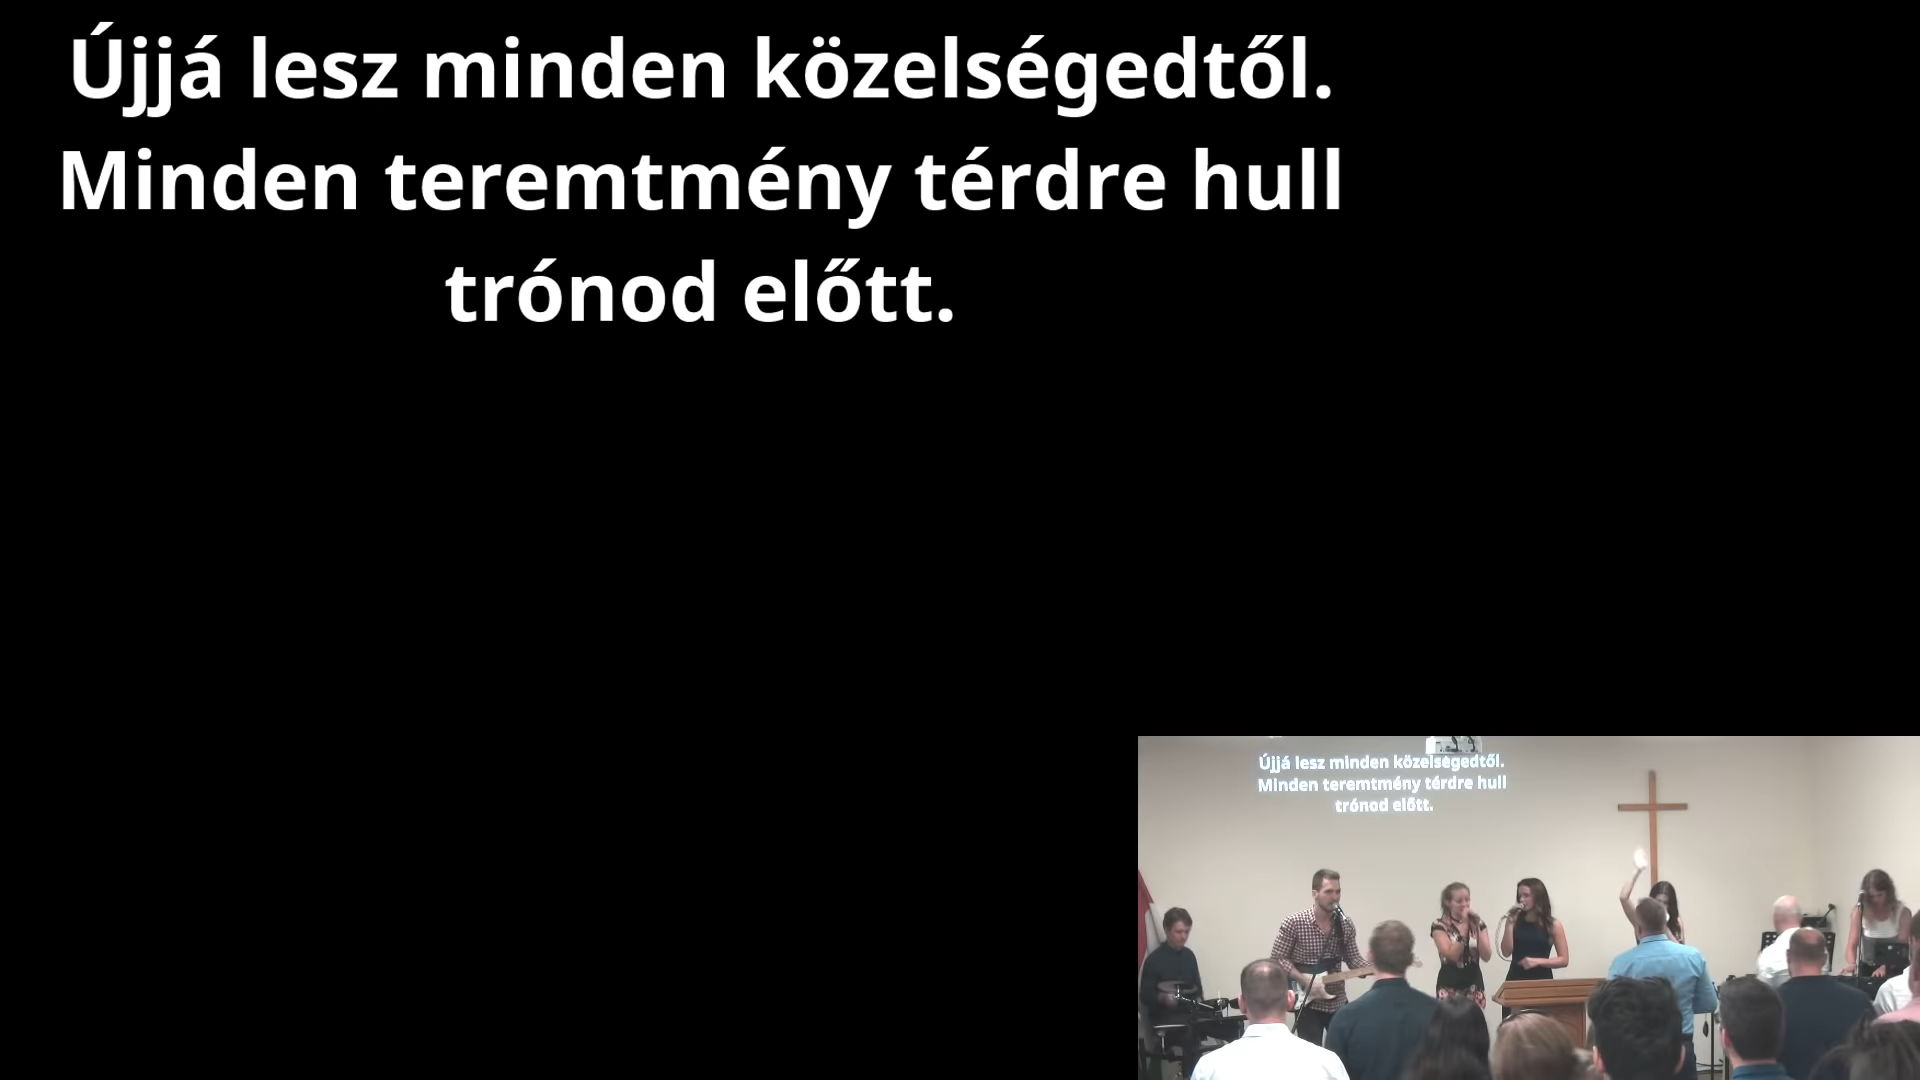 Újjá lesz minden közelségedtől.
Minden teremtmény térdre hull
trónod előtt.
Újjá lesz minden közelségedtől.
Minden teremtmény térdre hull
trónod előtt.